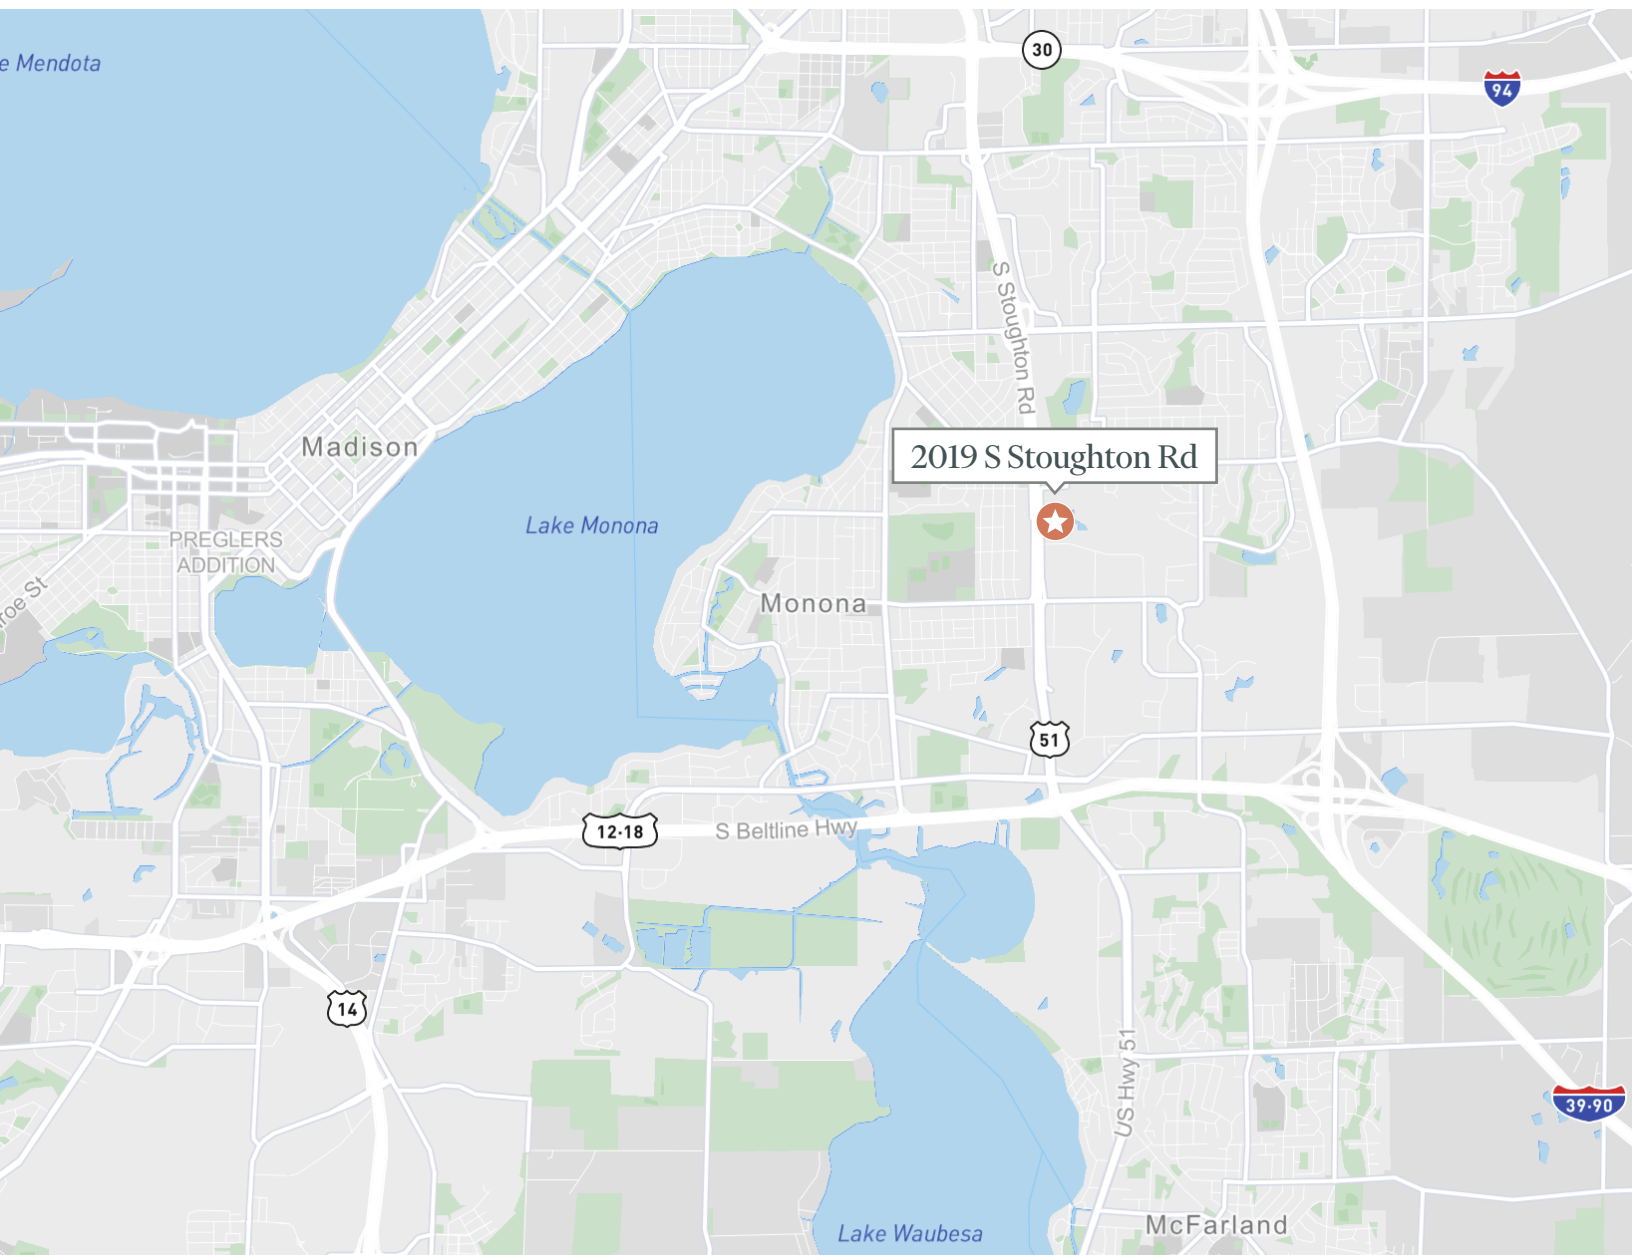 30
e Mendota
94
S Stoughton Rd
Madison
2019 S Stoughton Rd
Lake Monona
PREGLERS
ADDITION
roe St
Monona
51
12·18
S Beltline Hwy
14
US Hwy 51
39·90
McFarland
Lake Waubesa